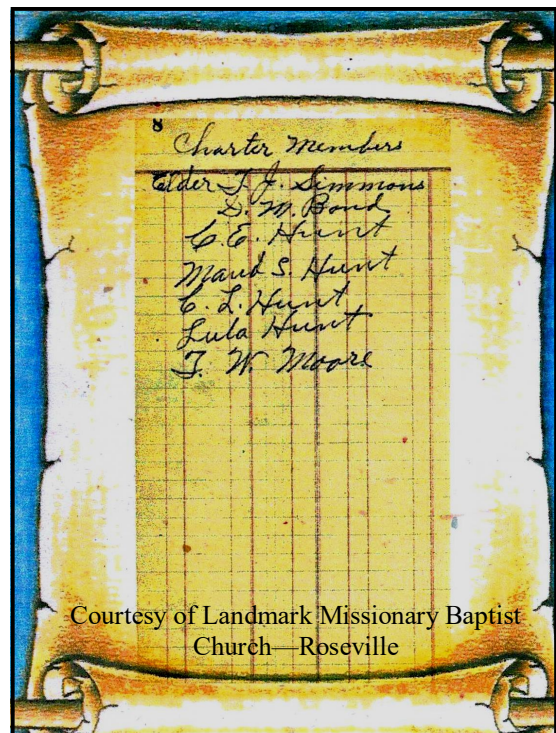 8
Charter Members
Elder T. J. Simmons
D. M. Bond
C. E. Hunt
Maud S. Hunt
C. L. Hunt
Lula Hunt
T. W. Moore
Courtesy of Landmark Missionary Baptist
Church—Roseville